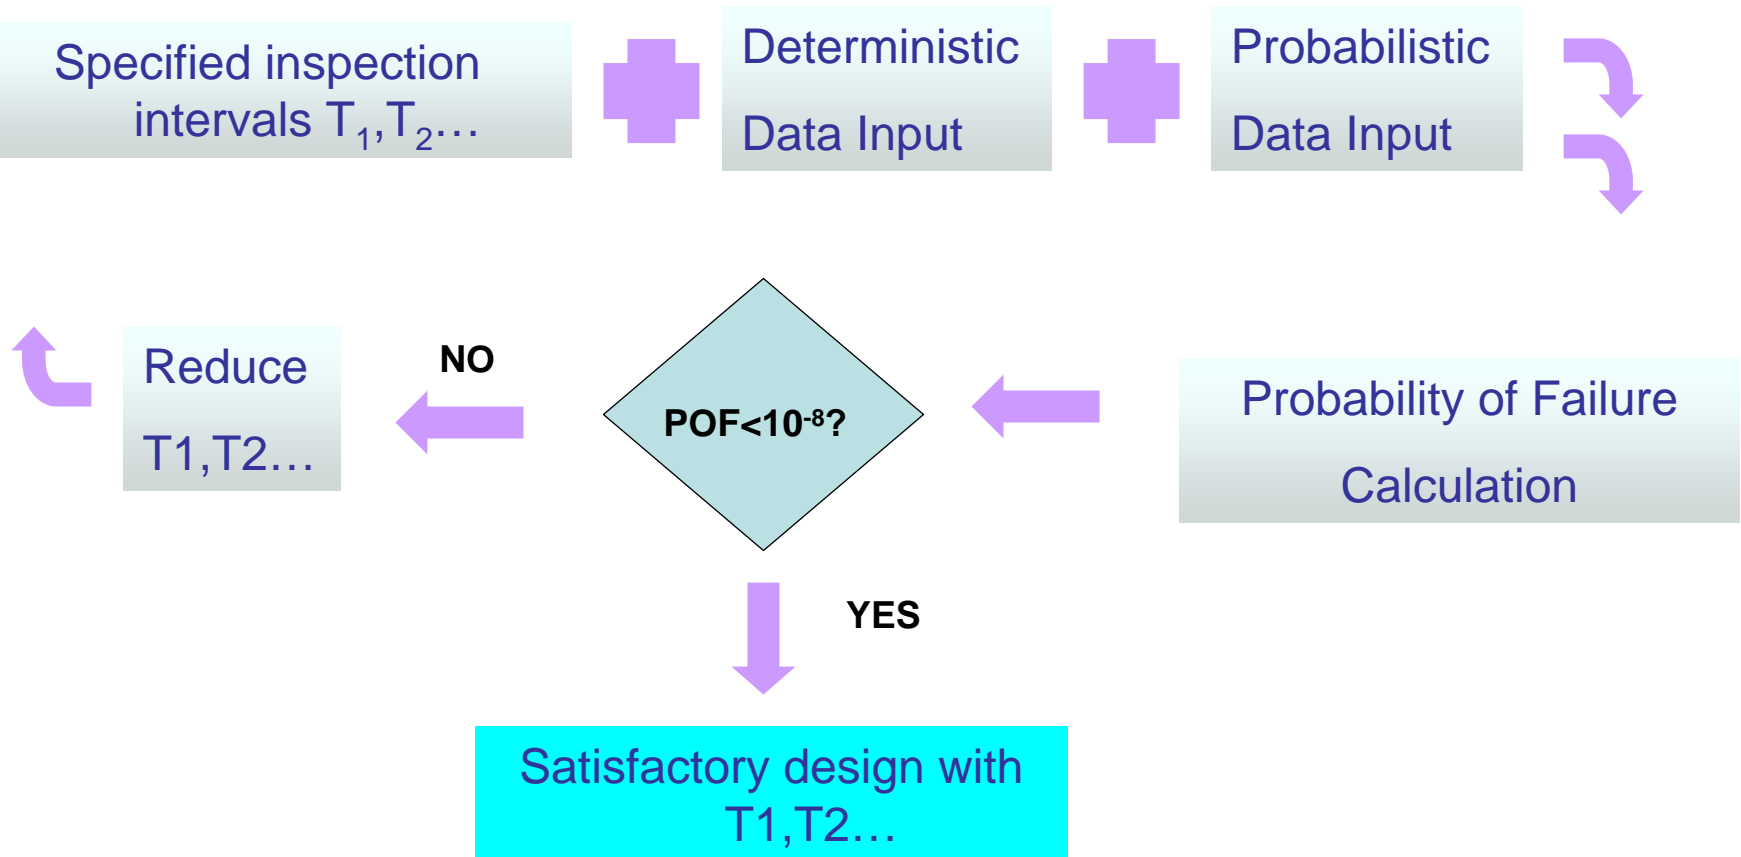 Specified inspection
intervals T₁,T₂…
Deterministic
Data Input
Probabilistic
Data Input
Reduce
T1,T2…
NO
POF<10⁻⁸?
Probability of Failure
Calculation
YES
Satisfactory design with
T1,T2…